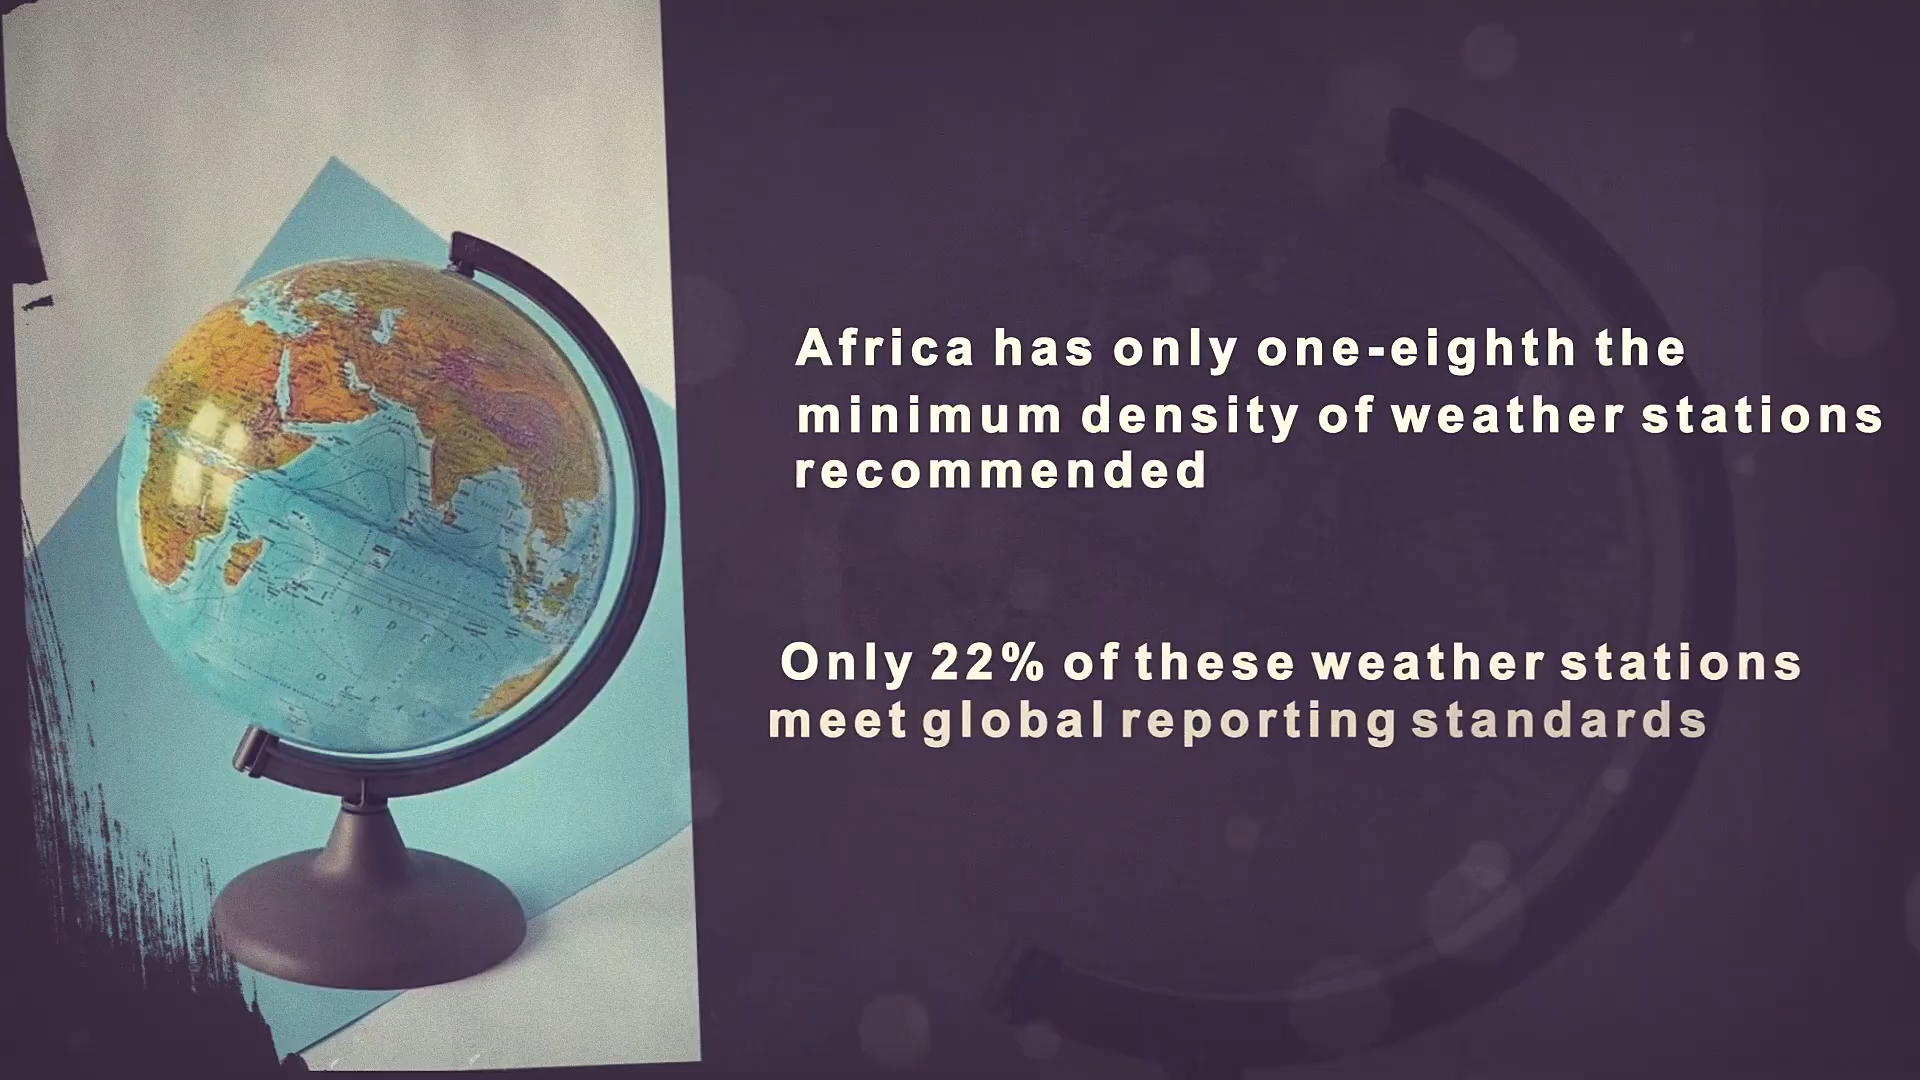 Africa has only one-eighth the
minimum density of weather stations
recommended
Only 22% of these weather stations
meet global reporting standards